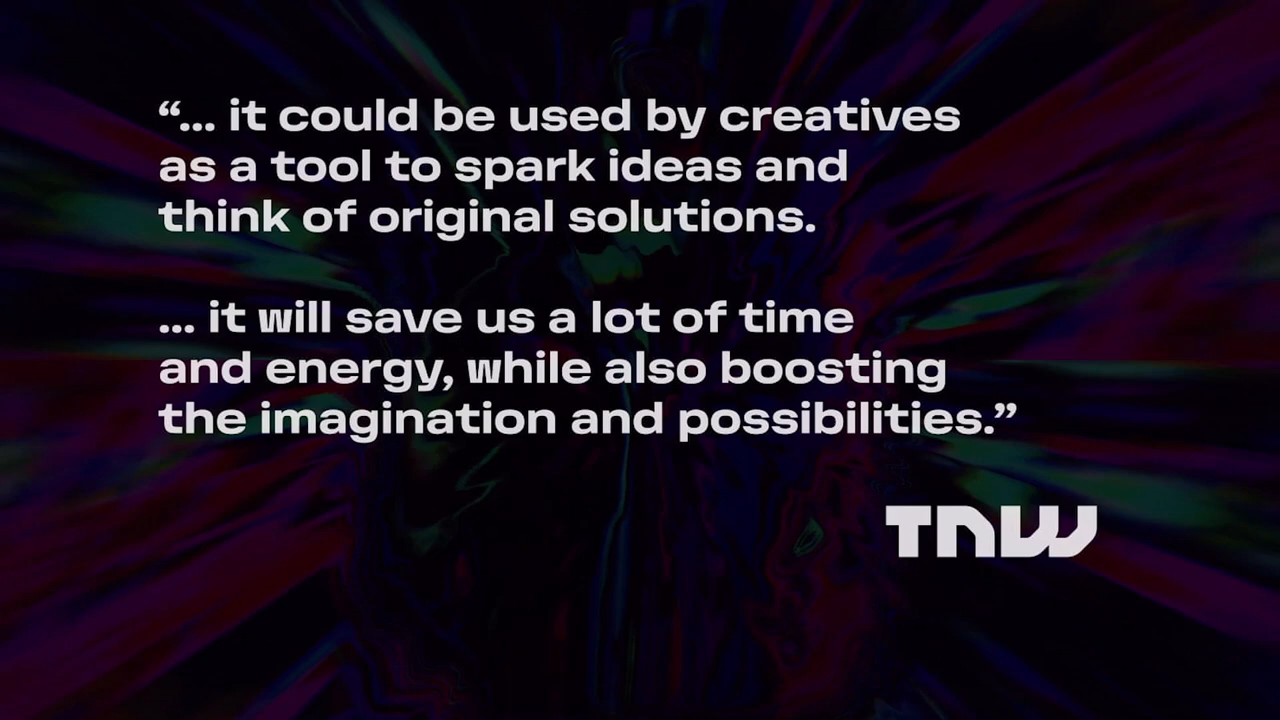 “... it could be used by creatives
as a tool to spark ideas and
think of original solutions.
... it will save us a lot of time
and energy, while also boosting
the imagination and possibilities.”
TNW